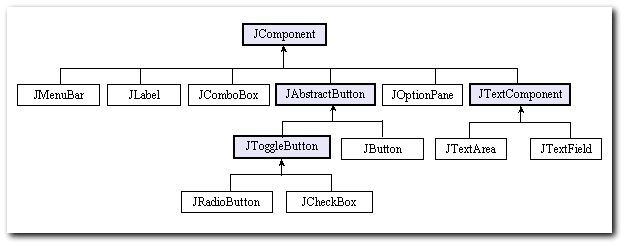 JComponent
JMenuBar JLabel JComboBox JAbstractButton JOptionPane JTextComponent
JToggleButton JButton JTextArea JTextField
JRadioButton JCheckBox